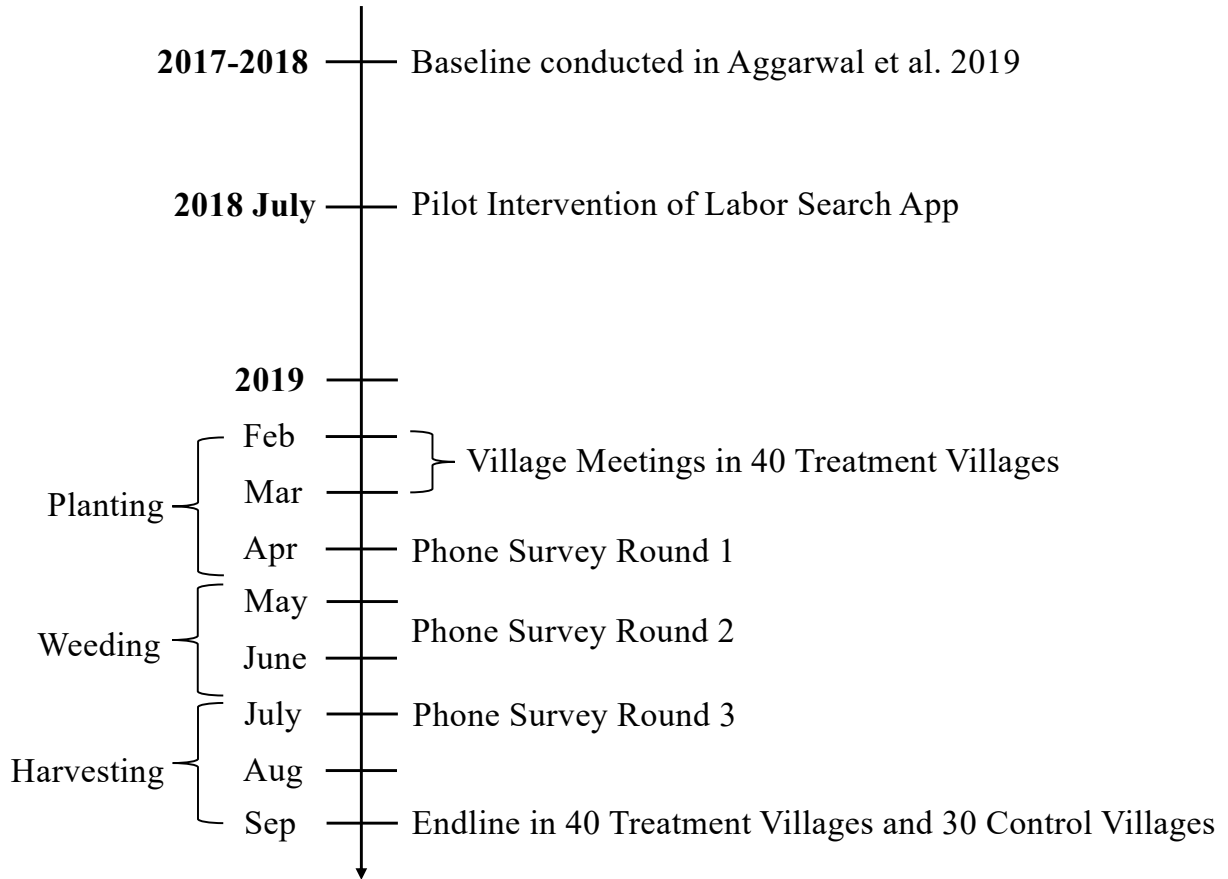 2017-2018 Baseline conducted in Aggarwal et al. 2019
2018 July Pilot Intervention of Labor Search App
2019
Feb
Village Meetings in 40 Treatment Villages
Mar
Planting
Apr Phone Survey Round 1
May
Phone Survey Round 2
Weeding
June
July Phone Survey Round 3
Harvesting Aug
Sep Endline in 40 Treatment Villages and 30 Control Villages